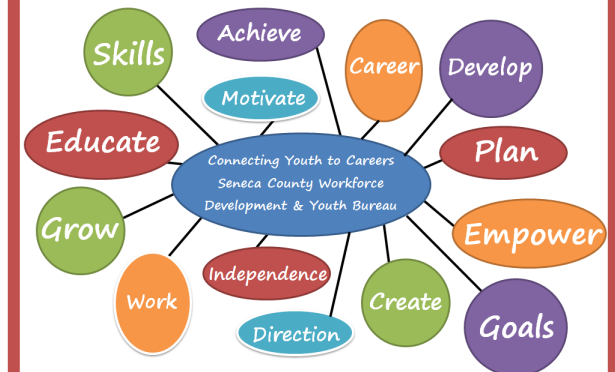 Achieve
Skills
Career
Develop
Motivate
Educate
Plan
Connecting Youth to Careers
Seneca County Workforce
Development & Youth Bureau
Grow
Empower
Independence
Work
Create
Direction
Goals